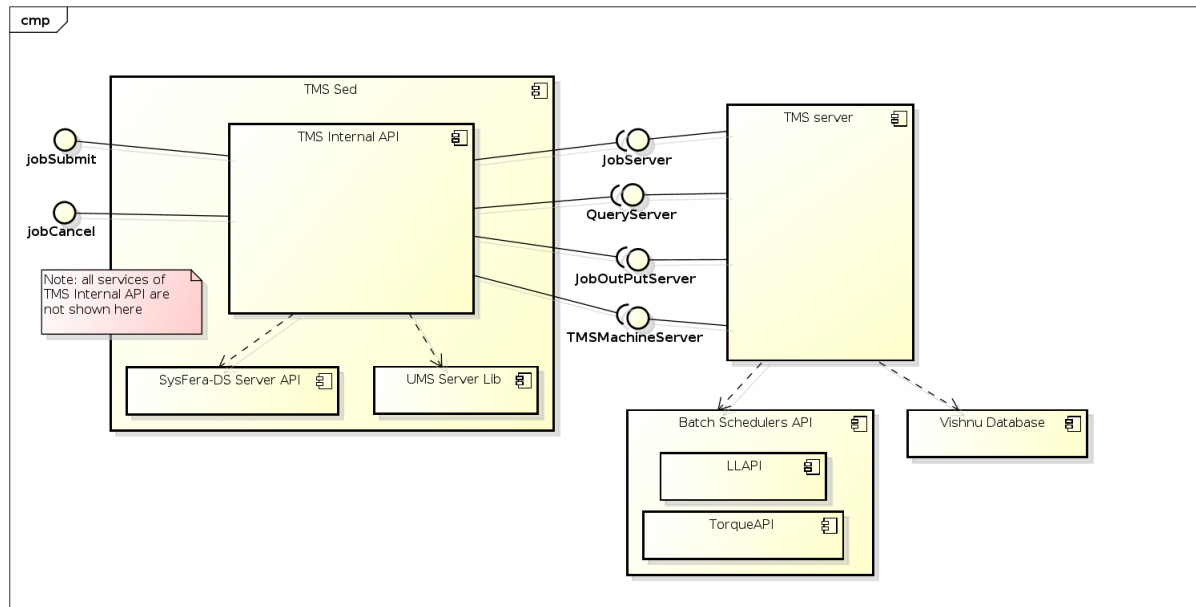 cmp
TMS Sed
TMS Internal API
TMS server
jobSubmit
jobCancel
JobServer
QueryServer
JobOutPutServer
TMSMachineServer
Note: all services of
TMS Internal API are
not shown here
SysFera-DS Server API
UMS Server Lib
Batch Schedulers API
LLAPI
TorqueAPI
Vishnu Database